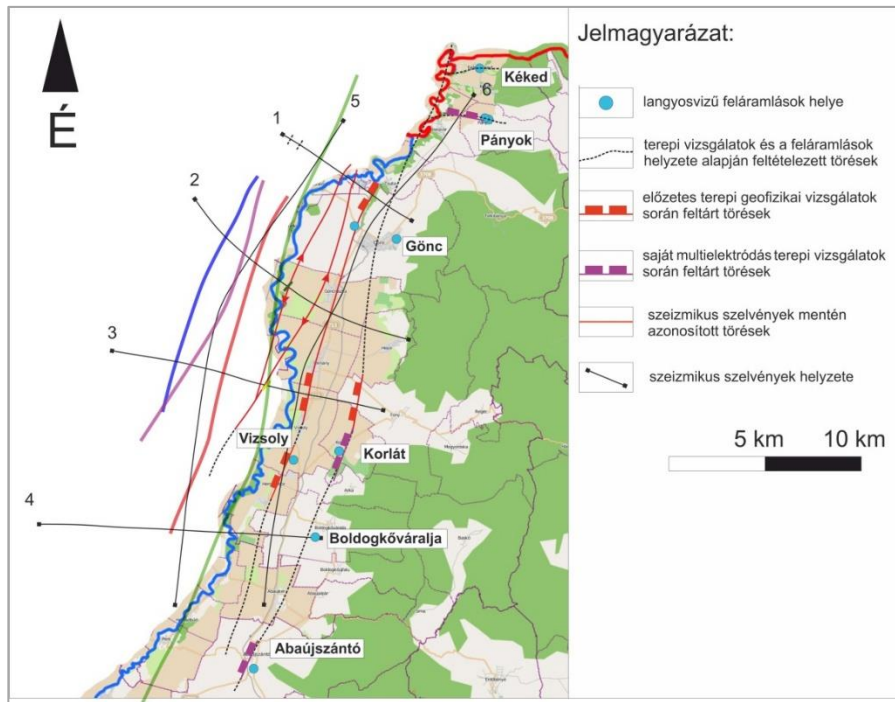 Jelmagyarázat:
langyosvizű feláramlások helye
terepi vizsgálatok és a feláramlások
helyzete alapján feltételezett törések
előzetes terepi geofizikai vizsgálatok
során feltárt törések
saját multielektródás terepi vizsgálatok
során feltárt törések
szeizmikus szelvények mentén
azonosított törések
szeizmikus szelvények helyzete
5 km
10 km
É
1
5
6
2
3
4
Kéked
Pányok
Gönc
Vizsoly
Korlát
Boldogkőváralja
Abaújszántó